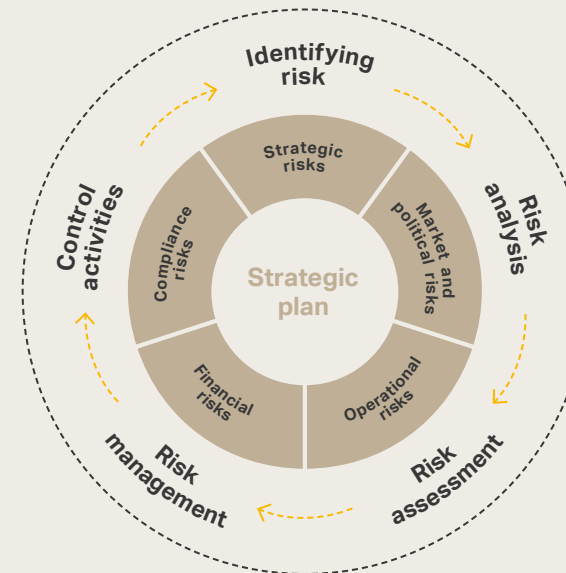 Identifying
risk
Risk
analysis
Risk
assessment
Risk
management
Control
activities
Strategic
risks
Market and
political risks
Operational
risks
Financial
risks
Compliance
risks
Strategic
plan